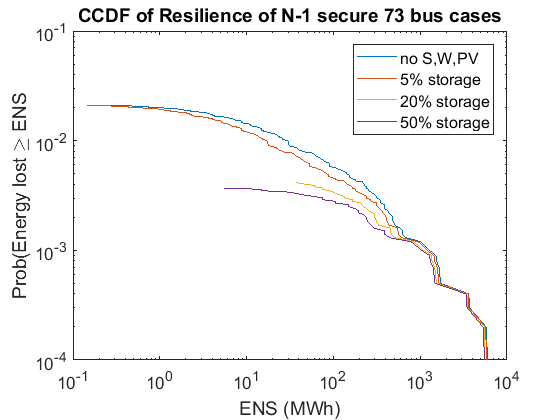 CCDF of Resilience of N-1 secure 73 bus cases
10^-1
10^-2
10^-3
10^-4
Prob(Energy lost ≥ ENS
no S,W,PV
5% storage
20% storage
50% storage
10^-1
10^0
10^1
10^2
10^3
10^4
ENS (MWh)